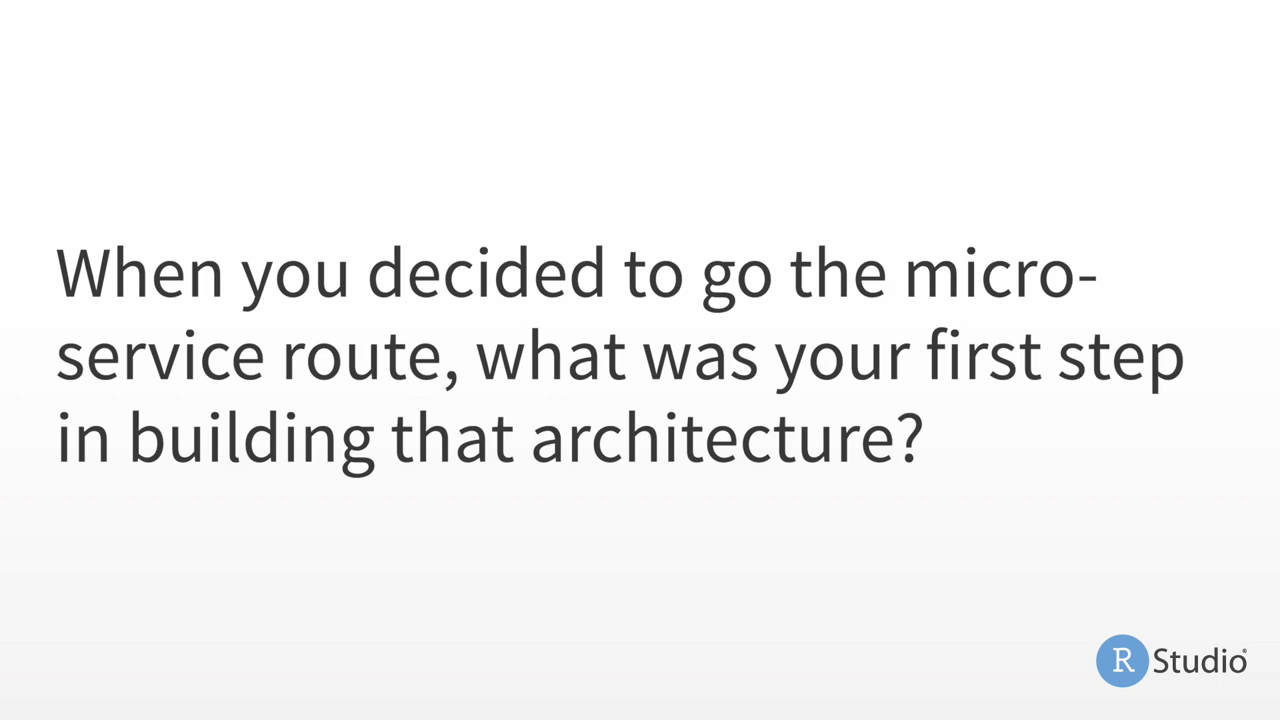 When you decided to go the micro-
service route, what was your first step
in building that architecture?
R Studio®